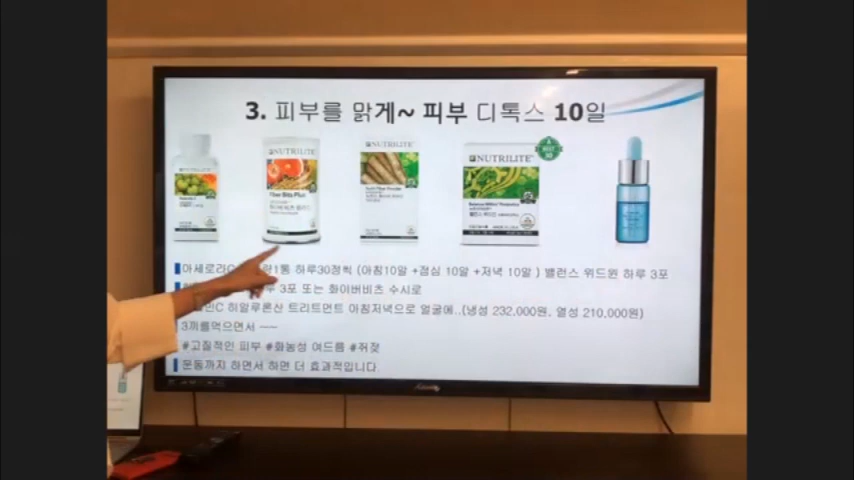 3. 피부를 맑게~ 피부 디톡스 10일
NUTRILITE
NUTRILITE
NUTRILITE
Fiber Bits Plus
아세로라C 1통 하루30정씩 (아침10알 +점심 10알 +저녁 10알 ) 밸런스 위드윈 하루 3포
3포 또는 화이버비츠 수시로
히알루론산 트리트먼트 아침저녁으로 얼굴에..(냉성 232,000원, 열성 210,000원)
3끼를먹으면서 ~~
#고질적인 피부 #화농성 여드름 #쥐젖
운동까지 하면서 하면 더 효과적입니다.